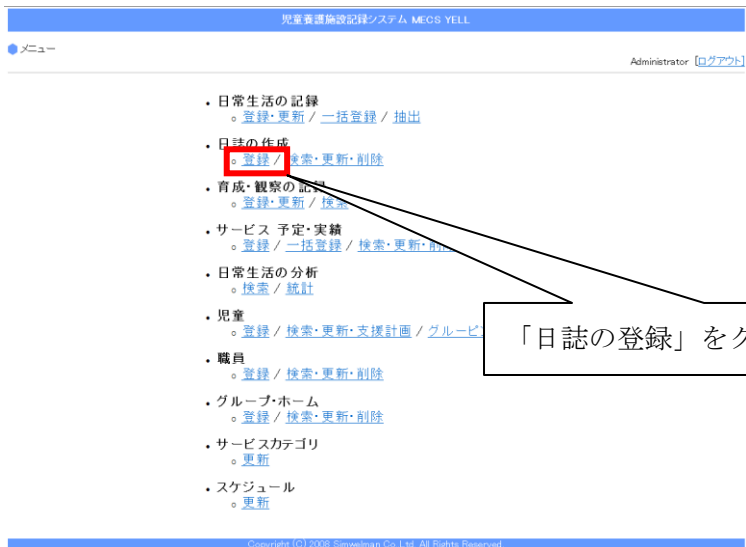 児童養護施設記録システム MECS YELL
メニュー
Administrator [ログアウト]
日常生活の記録
登録・更新 / 一括登録 / 抽出
日誌の作成
登録 / 検索・更新・削除
育成・観察の記録
登録・更新 / 検索
サービス 予定・実績
登録 / 一括登録 / 検索・更新・削
日常生活の分析
検索 / 統計
児童
登録 / 検索・更新・支援計画 / グルーピ
「日誌の登録」をク
職員
登録 / 検索・更新・削除
グループ・ホーム
登録 / 検索・更新・削除
サービスカテゴリ
更新
スケジュール
更新
Copyright (C) 2008 Simwelman Co.,Ltd. All Rights Reserved.